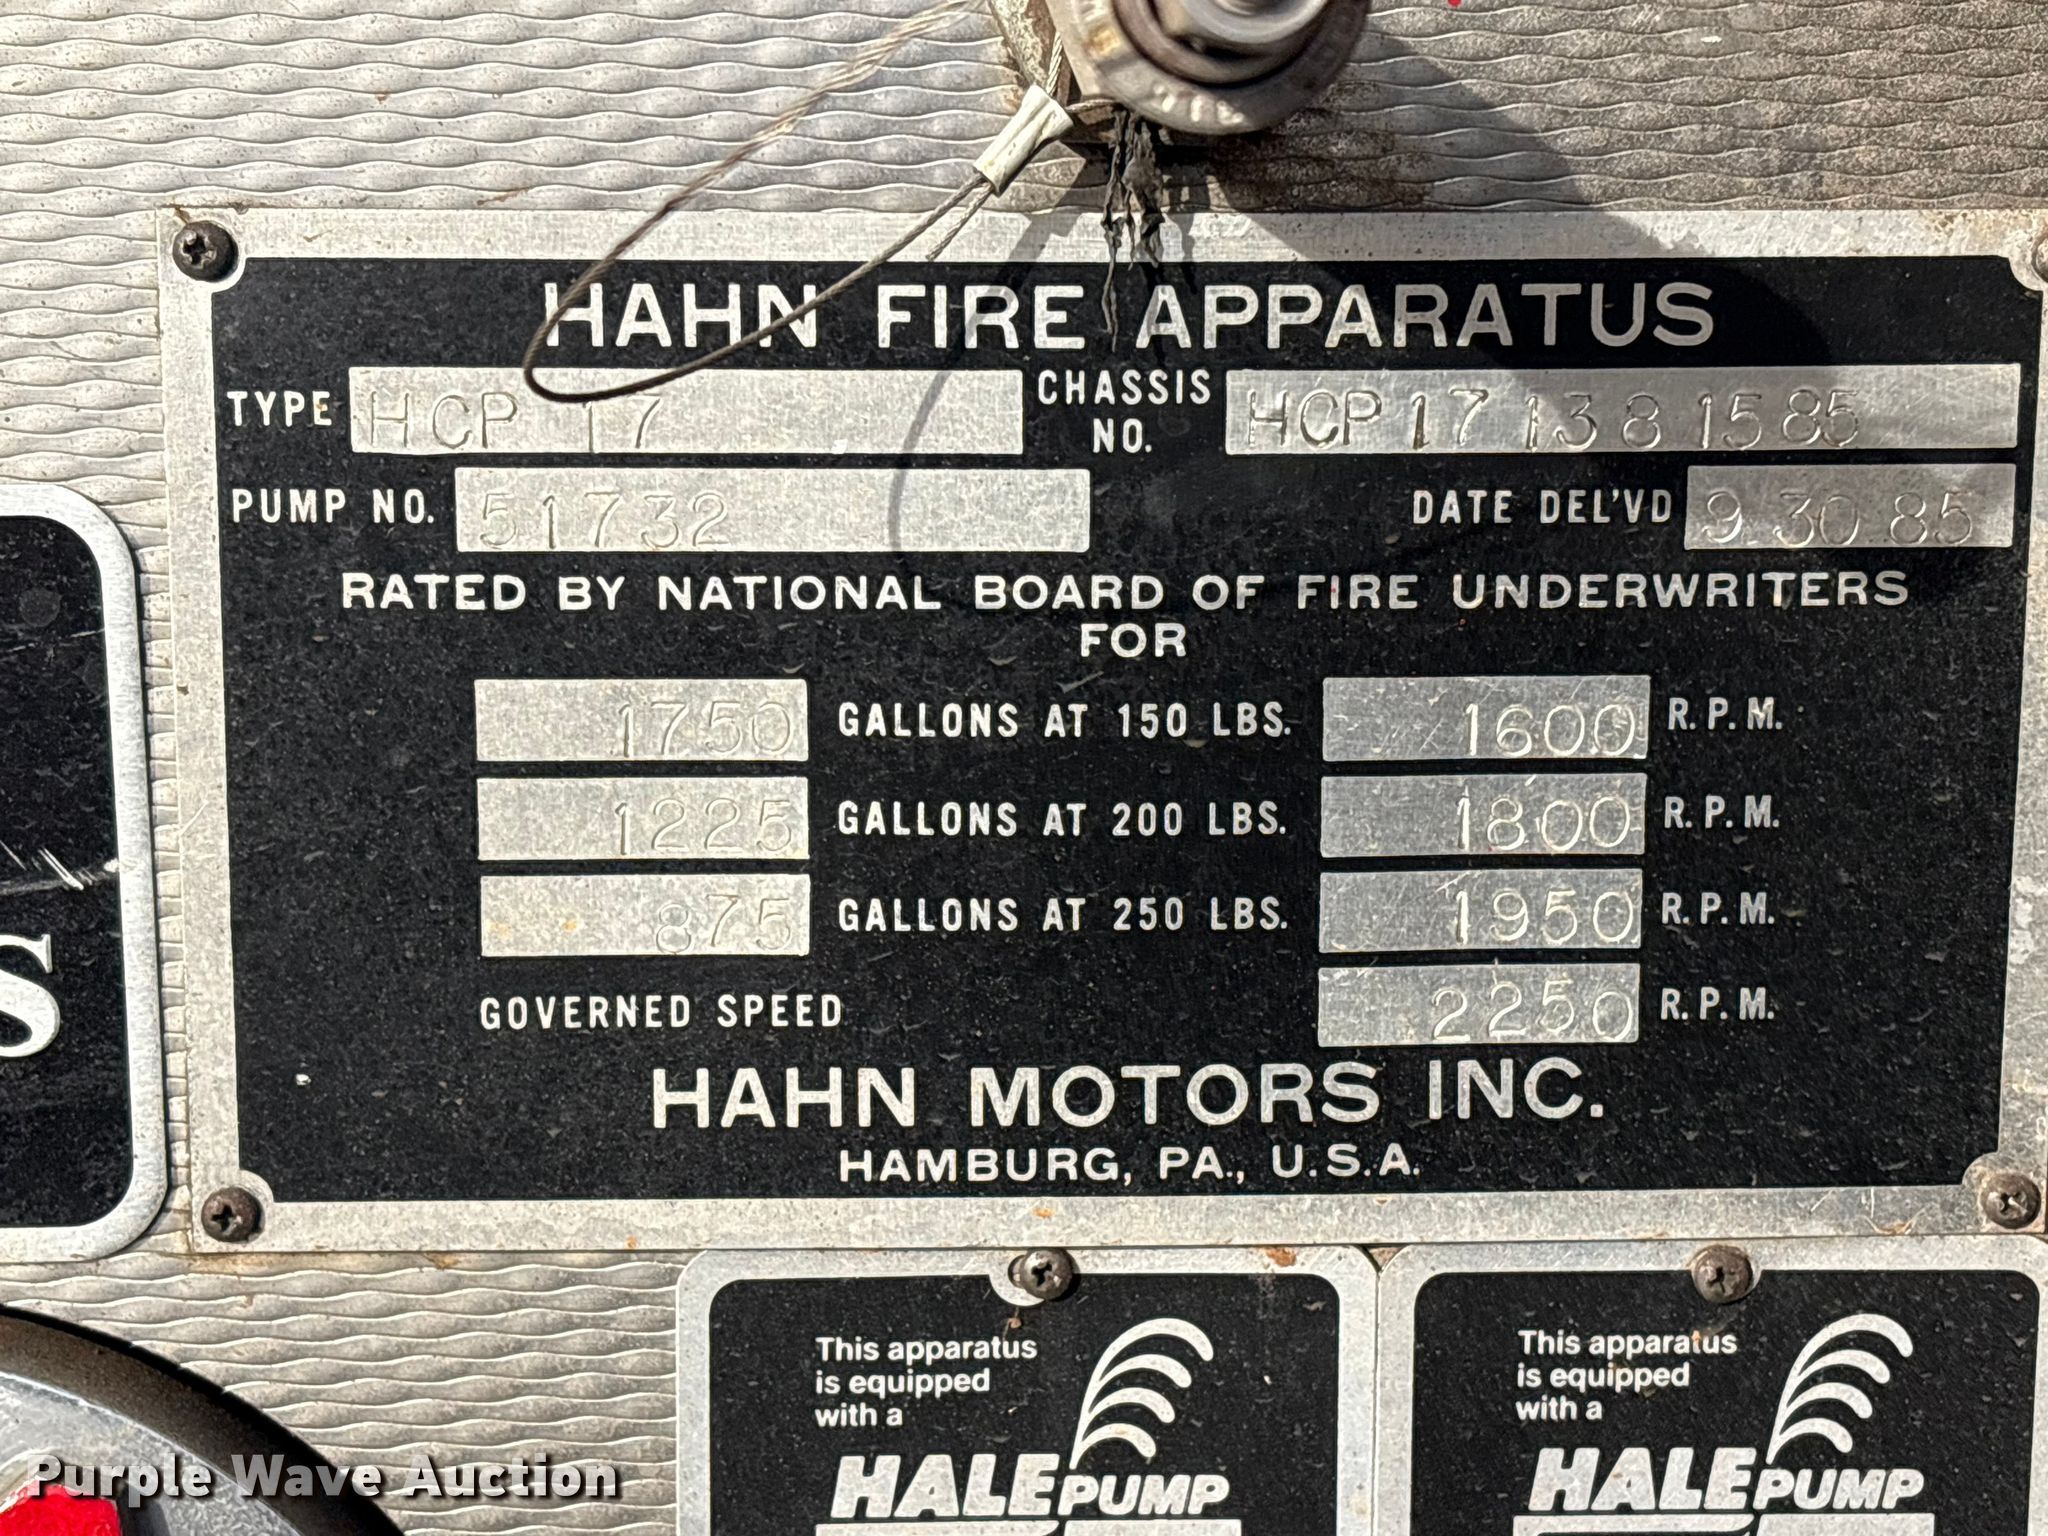 HAHN FIRE APPARATUS
TYPE HCP 17 CHASSIS NO. HCP 17 138 15 85
PUMP NO. 51732 DATE DEL'VD 9 30 85
RATED BY NATIONAL BOARD OF FIRE UNDERWRITERS
FOR
1750 GALLONS AT 150 LBS. 1600 R.P.M.
1225 GALLONS AT 200 LBS. 1800 R.P.M.
875 GALLONS AT 250 LBS. 1950 R.P.M.
GOVERNED SPEED 2250 R.P.M.
HAHN MOTORS INC.
HAMBURG, PA., U.S.A.
S
This apparatus
is equipped
with a
HALE PUMP
This apparatus
is equipped
with a
HALE PUMP
Purple Wave Auction